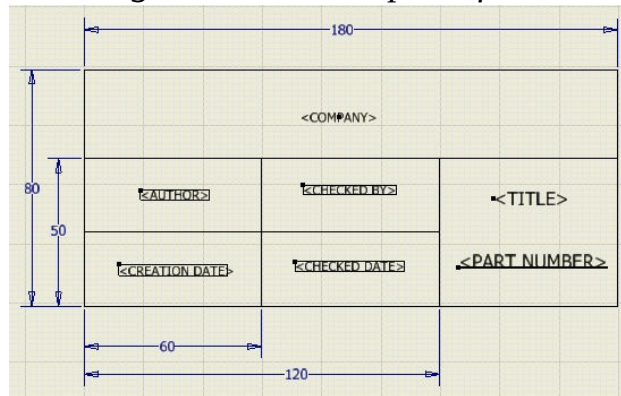 180
<COMPANY>
80
50
<AUTHOR>
<CHECKED BY>
<TITLE>
<CREATION DATE>
<CHECKED DATE>
<PART NUMBER>
60
120